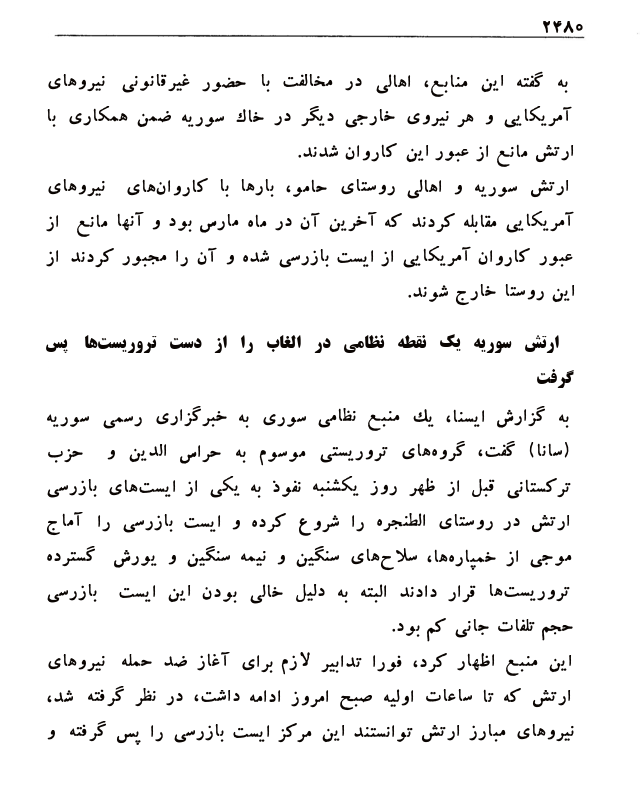 ۲۴۸۰
به گفته این منابع، اهالی در مخالفت با حضور غیرقانونی نیروهای
آمریکایی و هر نیروی خارجی دیگر در خاك سوریه ضمن همکاری با
ارتش مانع از عبور این کاروان شدند.
ارتش سوریه و اهالی روستای حامو، بارها با کاروان‌های نیروهای
آمریکایی مقابله کردند که آخرین آن در ماه مارس بود و آنها مانع از
عبور کاروان آمریکایی از ایست بازرسی شده و آن را مجبور کردند از
این روستا خارج شوند.
ارتش سوریه یک نقطه نظامی در الغاب را از دست تروریست‌ها پس
گرفت
به گزارش ایسنا، یك منبع نظامی سوری به خبرگزاری رسمی سوریه
(سانا) گفت، گروه‌های تروریستی موسوم به حراس الدین و حزب
ترکستانی قبل از ظهر روز یکشنبه نفوذ به یکی از ایست‌های بازرسی
ارتش در روستای الطنجره را شروع کرده و ایست بازرسی را آماج
موجی از خمپاره‌ها، سلاح‌های سنگین و نیمه سنگین و یورش گسترده
تروریست‌ها قرار دادند البته به دلیل خالی بودن این ایست بازرسی
حجم تلفات جانی کم بود.
این منبع اظهار کرد، فورا تدابیر لازم برای آغاز ضد حمله نیروهای
ارتش که تا ساعات اولیه صبح امروز ادامه داشت، در نظر گرفته شد،
نیروهای مبارز ارتش توانستند این مرکز ایست بازرسی را پس گرفته و